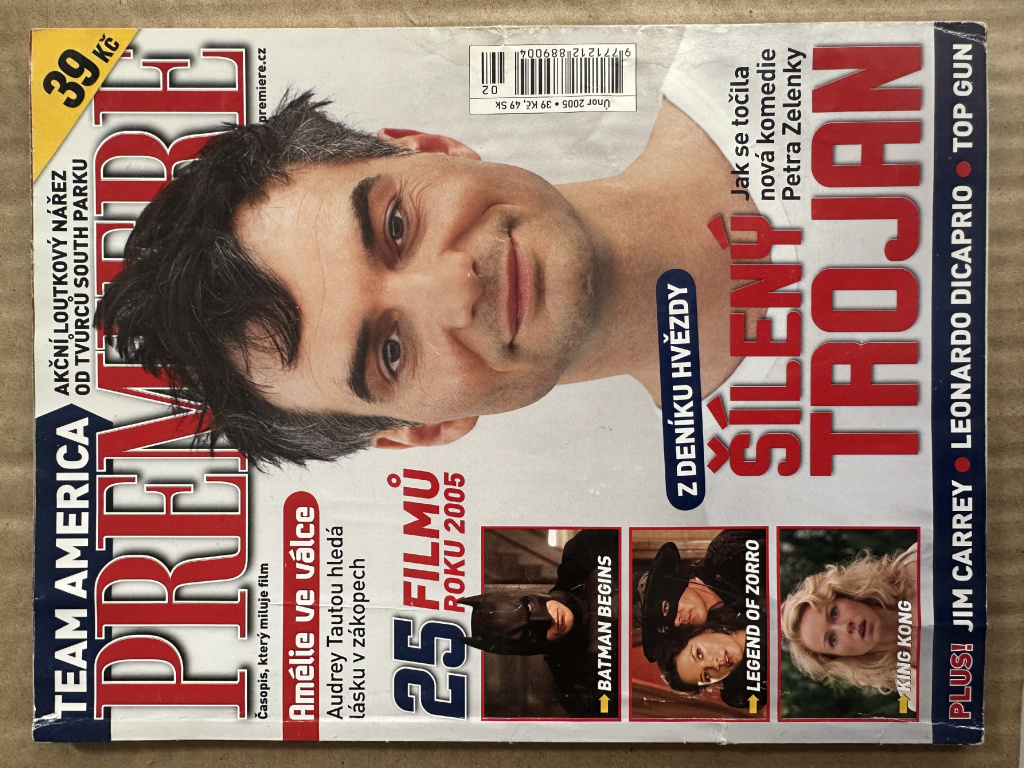 TEAM AMERICA
AKČNÍ LOUTKOVÝ NÁŘEZ
OD TVŮRCŮ SOUTH PARKU
39 Kč
PREMIERE
Časopis, který miluje film
premiere.cz
Amélie ve válce
Audrey Tautou hledá
lásku v zákopech
25 FILMŮ
ROKU 2005
BATMAN BEGINS
LEGEND OF ZORRO
KING KONG
9 771212 889004
02
Únor 2005 • 39 Kč, 49 Sk
Z DENÍKU HVĚZDY
ŠÍLENÝ
TROJAN
Jak se točila
nová komedie
Petra Zelenky
PLUS! JIM CARREY • LEONARDO DICAPRIO • TOP GUN